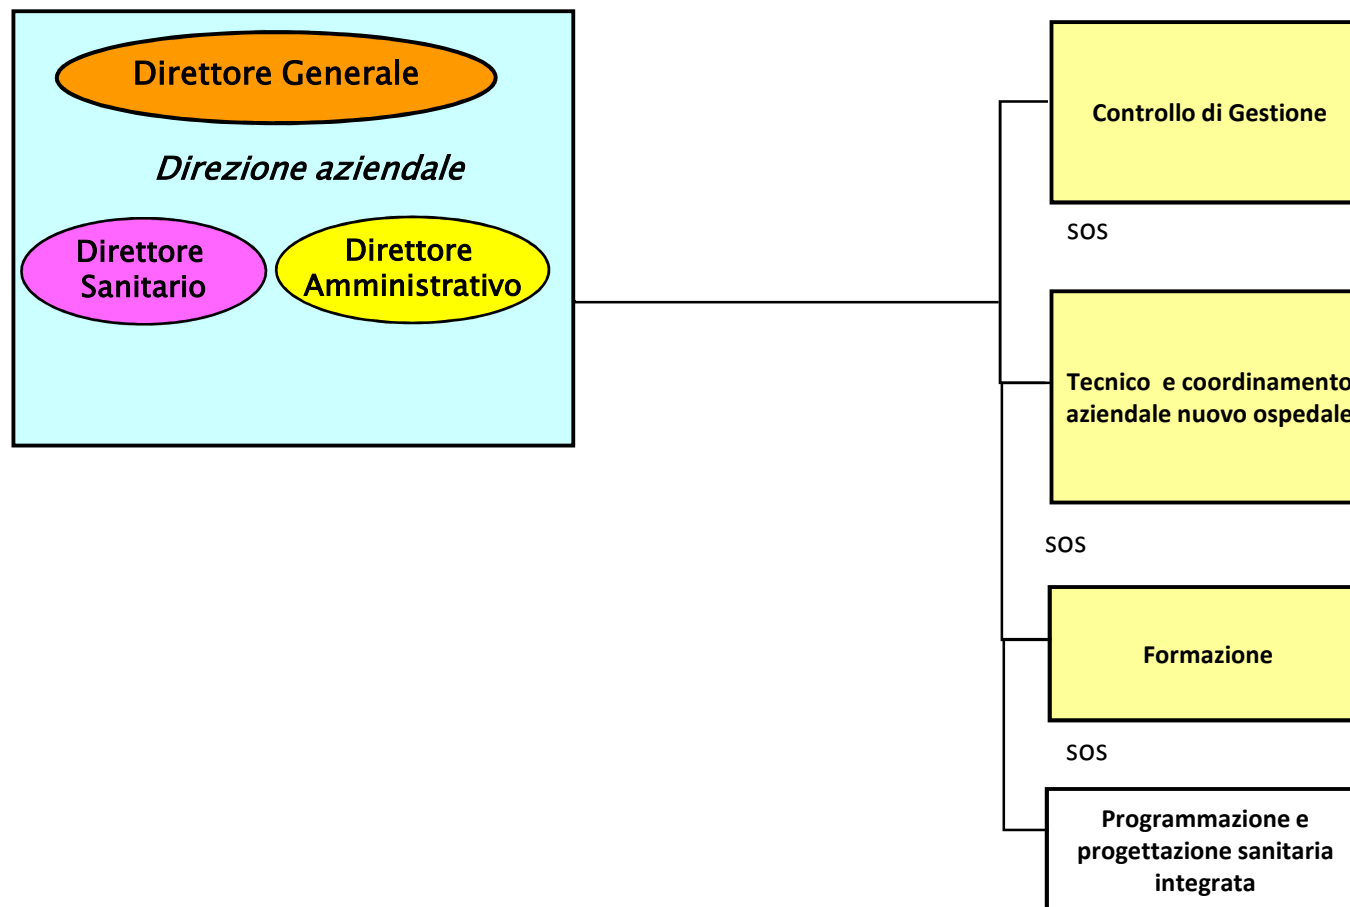 Direttore Generale
Direzione aziendale
Direttore
Sanitario
Direttore
Amministrativo
Controllo di Gestione
SOS
Tecnico e coordinamento
aziendale nuovo ospedale
SOS
Formazione
SOS
Programmazione e
progettazione sanitaria
integrata